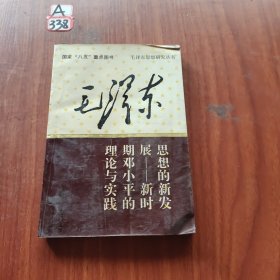 A
338
国家“八五”重点图书
毛泽东思想研究丛书
毛泽东
思想的新发
展——新时
期邓小平的
理论与实践